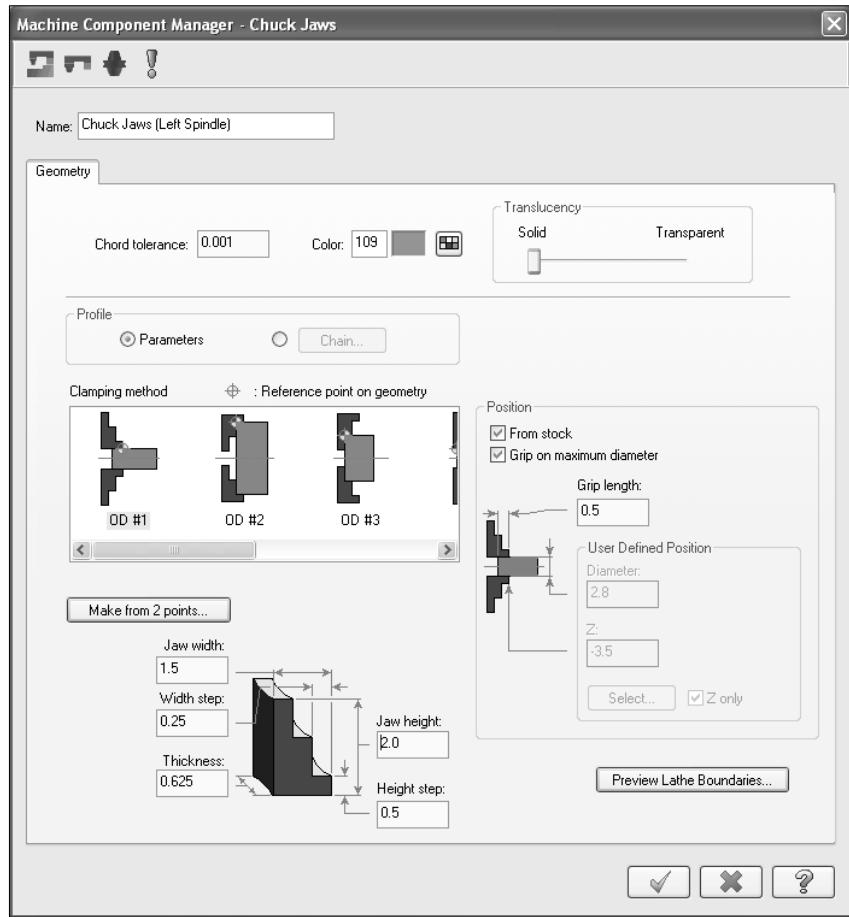 Machine Component Manager - Chuck Jaws
Name: Chuck Jaws (Left Spindle)
Geometry
Chord tolerance: 0.001
Color: 109
Translucency
Solid Transparent
Profile
Parameters Chain...
Clamping method : Reference point on geometry
OD #1 OD #2 OD #3
Position
From stock
Grip on maximum diameter
Grip length:
0.5
User Defined Position
Diameter:
2.8
Z:
-3.5
Select... Z only
Make from 2 points...
Jaw width:
1.5
Width step:
0.25
Thickness:
0.625
Jaw height:
2.0
Height step:
0.5
Preview Lathe Boundaries...